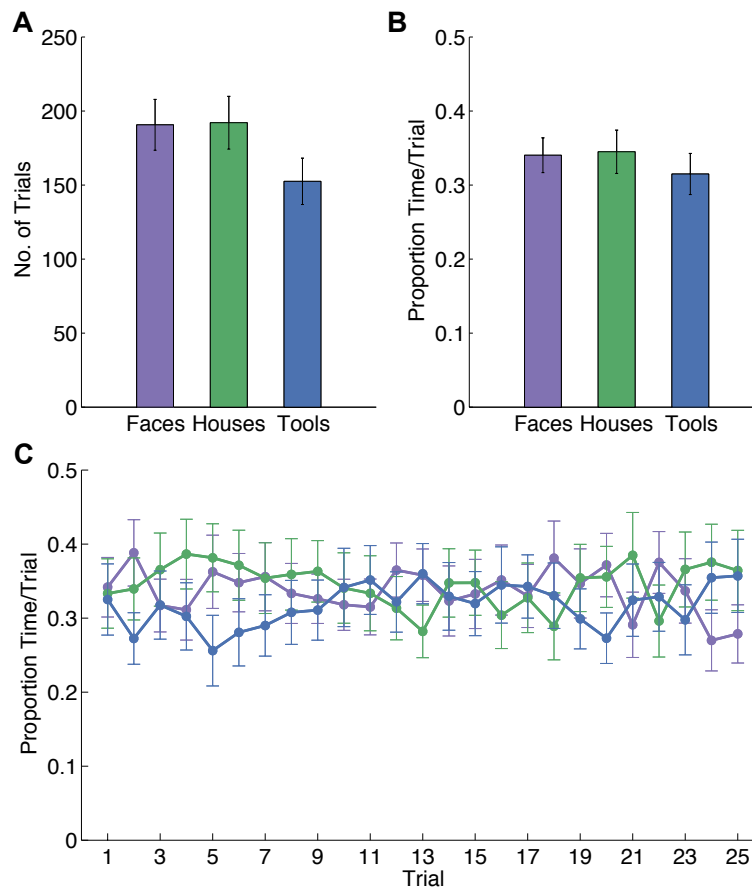 A
No. of Trials
250
200
150
100
50
0
Faces Houses Tools
B
Proportion Time/Trial
0.5
0.4
0.3
0.2
0.1
0
Faces Houses Tools
C
Proportion Time/Trial
0.5
0.4
0.3
0.2
0.1
0
1 3 5 7 9 11 13 15 17 19 21 23 25
Trial